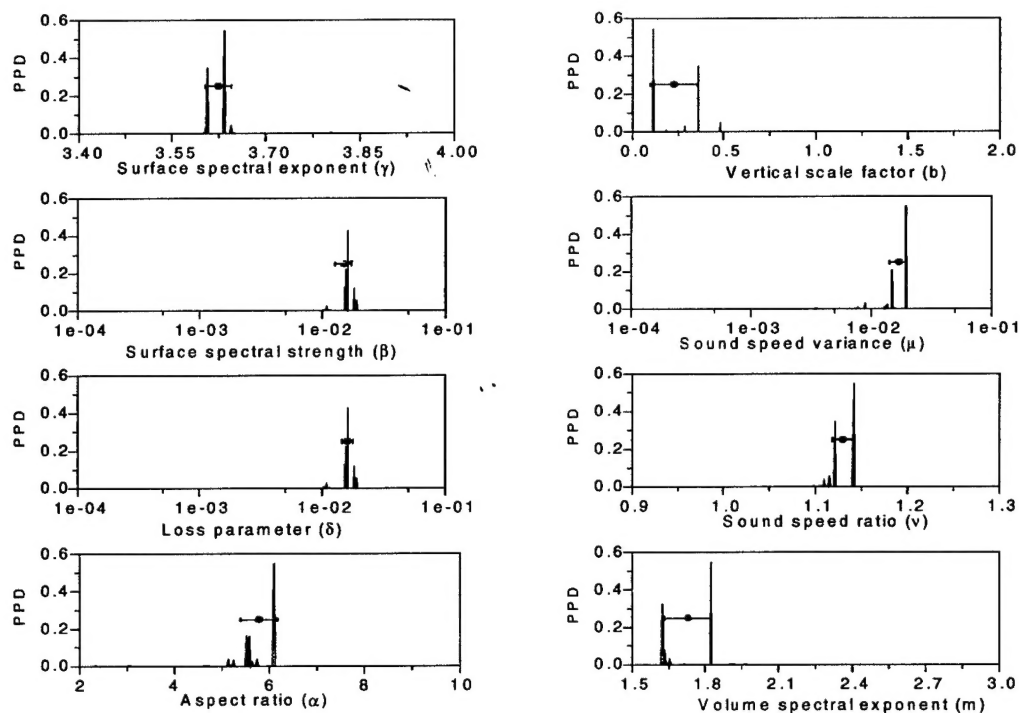 PPD
0.6
0.4
0.2
0.0
3.40 3.55 3.70 3.85 4.00
Surface spectral exponent (γ)
PPD
0.6
0.4
0.2
0.0
0.0 0.5 1.0 1.5 2.0
Vertical scale factor (b)
PPD
0.6
0.4
0.2
0.0
1e-04 1e-03 1e-02 1e-01
Surface spectral strength (β)
PPD
0.6
0.4
0.2
0.0
1e-04 1e-03 1e-02 1e-01
Sound speed variance (μ)
PPD
0.6
0.4
0.2
0.0
1e-04 1e-03 1e-02 1e-01
Loss parameter (δ)
PPD
0.6
0.4
0.2
0.0
0.9 1.0 1.1 1.2 1.3
Sound speed ratio (ν)
PPD
0.6
0.4
0.2
0.0
2 4 6 8 10
Aspect ratio (α)
PPD
0.6
0.4
0.2
0.0
1.5 1.8 2.1 2.4 2.7 3.0
Volume spectral exponent (m)